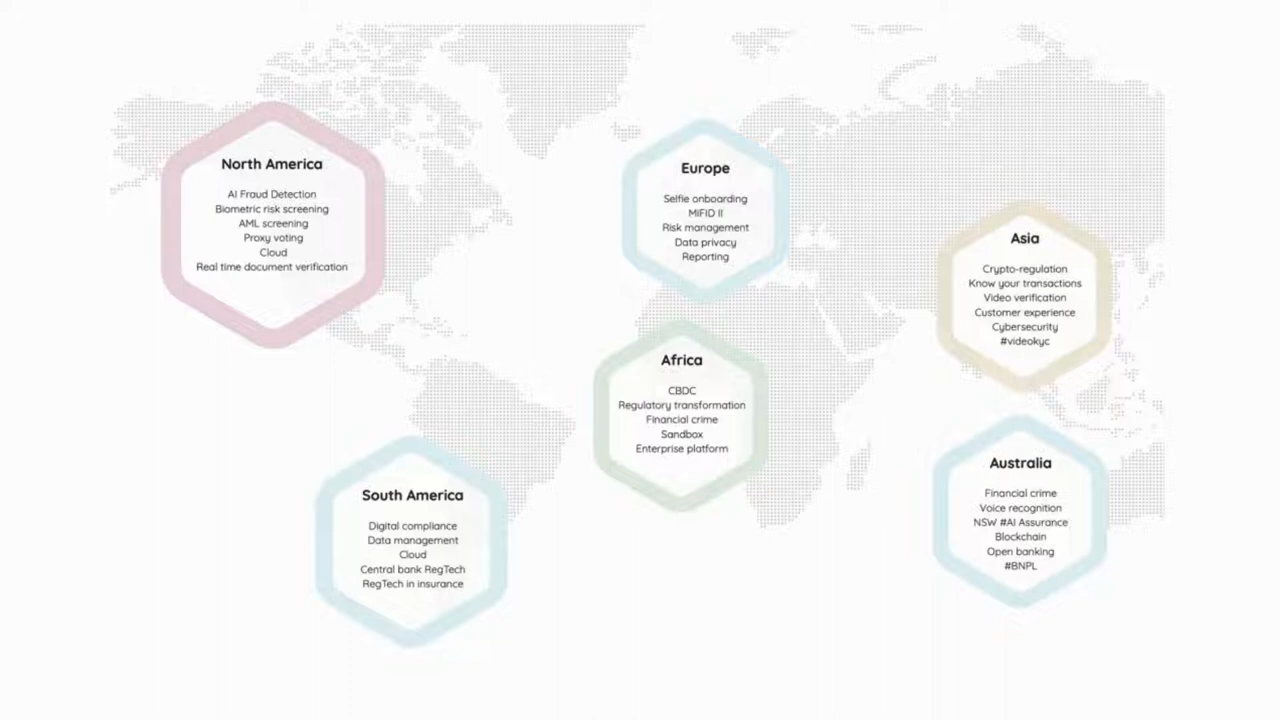 North America
AI Fraud Detection
Biometric risk screening
AML screening
Proxy voting
Cloud
Real time document verification
Europe
Selfie onboarding
MIFID II
Risk management
Data privacy
Reporting
Asia
Crypto-regulation
Know your transactions
Video verification
Customer experience
Cybersecurity
#videokyc
Africa
CBDC
Regulatory transformation
Financial crime
Sandbox
Enterprise platform
South America
Digital compliance
Data management
Cloud
Central bank RegTech
RegTech in insurance
Australia
Financial crime
Voice recognition
NSW #AI Assurance
Blockchain
Open banking
#BNPL